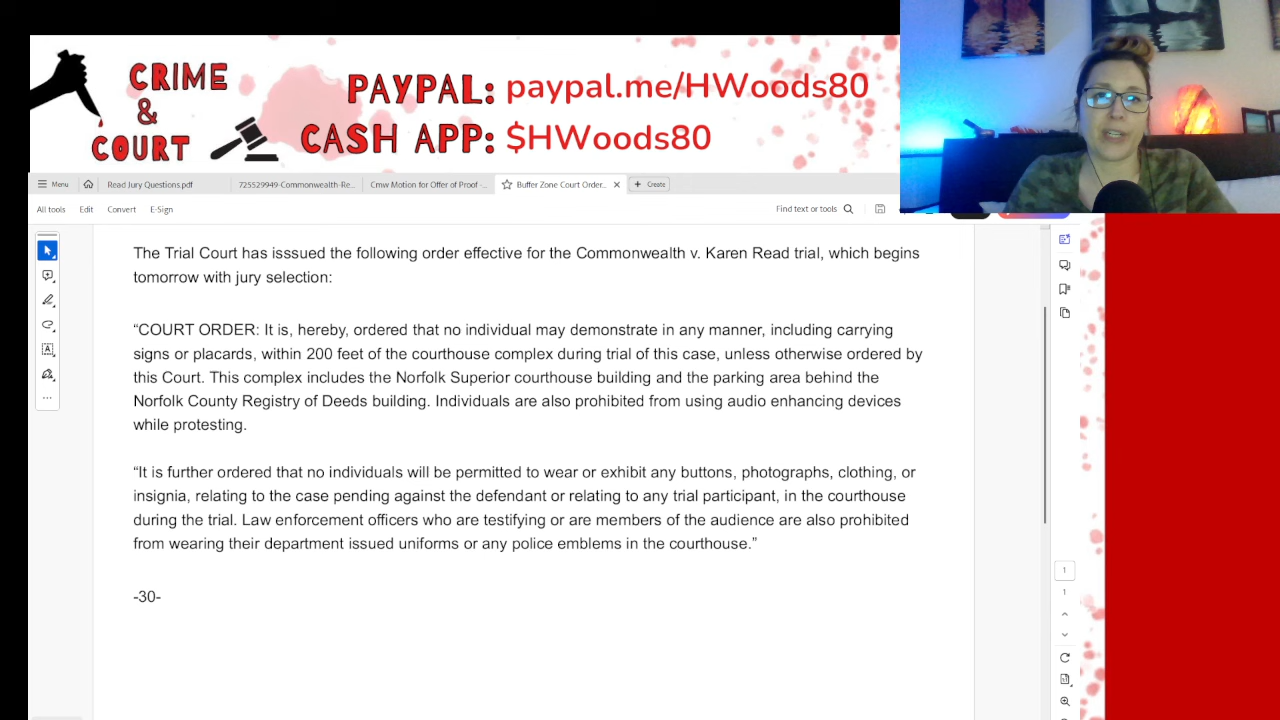 CRIME
&
COURT
PAYPAL: paypal.me/HWoods80
CASH APP: $HWoods80
Menu
Read Jury Questions.pdf
725529949-Commonwealth-Re...
Cmw Motion for Offer of Proof -...
Buffer Zone Court Order...
Create
All tools
Edit
Convert
E-Sign
Find text or tools
The Trial Court has isssued the following order effective for the Commonwealth v. Karen Read trial, which begins
tomorrow with jury selection:
“COURT ORDER: It is, hereby, ordered that no individual may demonstrate in any manner, including carrying
signs or placards, within 200 feet of the courthouse complex during trial of this case, unless otherwise ordered by
this Court. This complex includes the Norfolk Superior courthouse building and the parking area behind the
Norfolk County Registry of Deeds building. Individuals are also prohibited from using audio enhancing devices
while protesting.
“It is further ordered that no individuals will be permitted to wear or exhibit any buttons, photographs, clothing, or
insignia, relating to the case pending against the defendant or relating to any trial participant, in the courthouse
during the trial. Law enforcement officers who are testifying or are members of the audience are also prohibited
from wearing their department issued uniforms or any police emblems in the courthouse.”
-30-
1
1